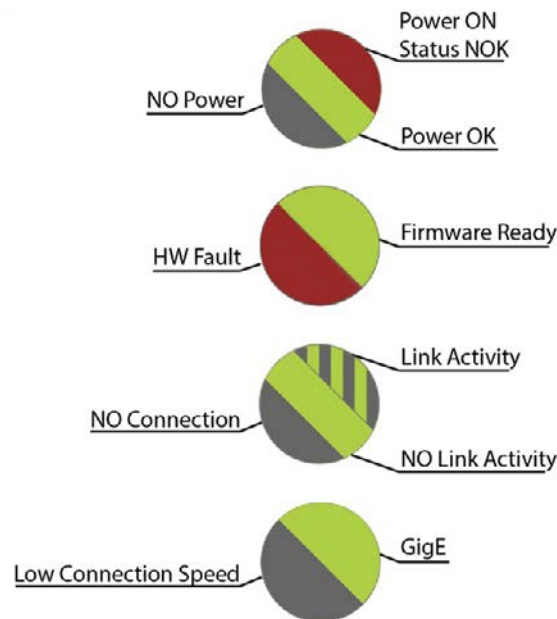 Power ON
Status NOK
NO Power
Power OK
Firmware Ready
HW Fault
Link Activity
NO Connection
NO Link Activity
GigE
Low Connection Speed